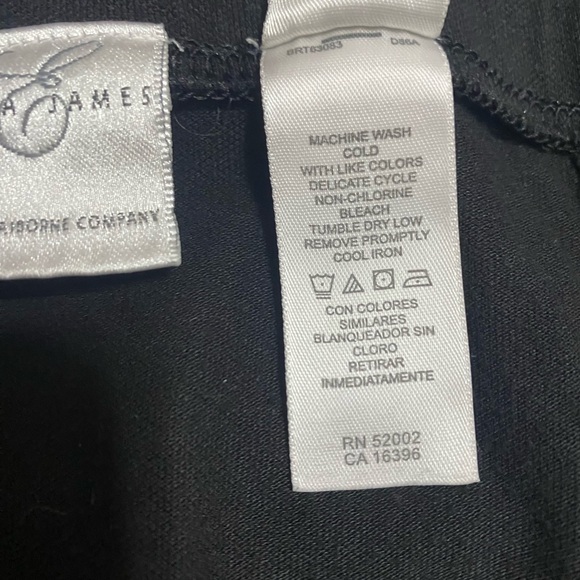 A JAMES
AIBORNE COMPANY
BRT83083 D86A
MACHINE WASH
COLD
WITH LIKE COLORS
DELICATE CYCLE
NON-CHLORINE
BLEACH
TUMBLE DRY LOW
REMOVE PROMPTLY
COOL IRON
CON COLORES
SIMILARES
BLANQUEADOR SIN
CLORO
RETIRAR
INMEDIATAMENTE
RN 52002
CA 16396